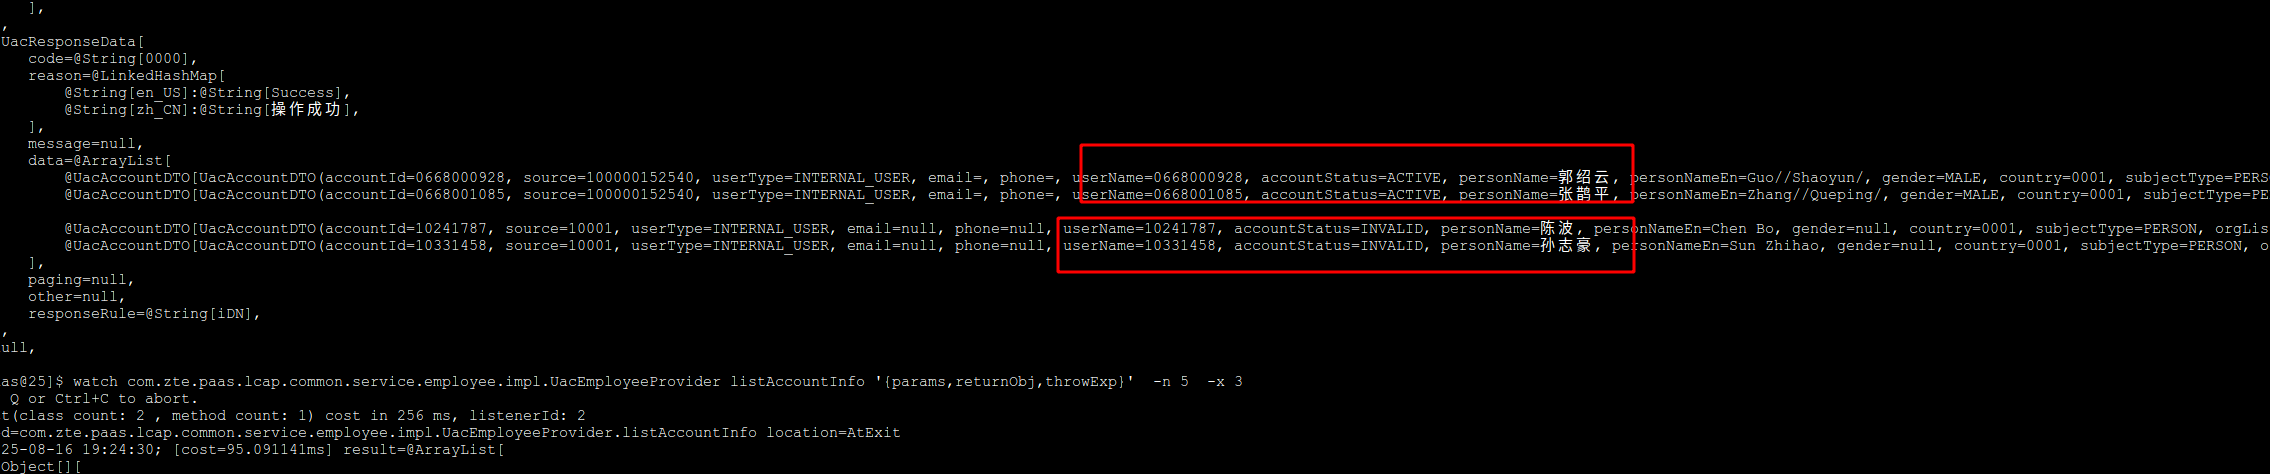 ],
,
UacResponseData[
code=@String[0000],
reason=@LinkedHashMap[
@String[en_US]:@String[Success],
@String[zh_CN]:@String[操作成功],
],
message=null,
data=@ArrayList[
@UacAccountDTO[UacAccountDTO(accountId=0668000928, source=100000152540, userType=INTERNAL_USER, email=, phone=, userName=0668000928, accountStatus=ACTIVE, personName=郭绍云, personNameEn=Guo//Shaoyun/, gender=MALE, country=0001, subjectType=PERS
@UacAccountDTO[UacAccountDTO(accountId=0668001085, source=100000152540, userType=INTERNAL_USER, email=, phone=, userName=0668001085, accountStatus=ACTIVE, personName=张鹊平, personNameEn=Zhang//Queping/, gender=MALE, country=0001, subjectType=PE
@UacAccountDTO[UacAccountDTO(accountId=10241787, source=10001, userType=INTERNAL_USER, email=null, phone=null, userName=10241787, accountStatus=INVALID, personName=陈波, personNameEn=Chen Bo, gender=null, country=0001, subjectType=PERSON, orgLis
@UacAccountDTO[UacAccountDTO(accountId=10331458, source=10001, userType=INTERNAL_USER, email=null, phone=null, userName=10331458, accountStatus=INVALID, personName=孙志豪, personNameEn=Sun Zhihao, gender=null, country=0001, subjectType=PERSON, o
],
paging=null,
other=null,
responseRule=@String[iDN],
,
ull,
as@25]$ watch com.zte.paas.lcap.common.service.employee.impl.UacEmployeeProvider listAccountInfo '{params,returnObj,throwExp}'  -n 5  -x 3
Q or Ctrl+C to abort.
t(class count: 2 , method count: 1) cost in 256 ms, listenerId: 2
d=com.zte.paas.lcap.common.service.employee.impl.UacEmployeeProvider.listAccountInfo location=AtExit
25-08-16 19:24:30; [cost=95.091141ms] result=@ArrayList[
Object[][